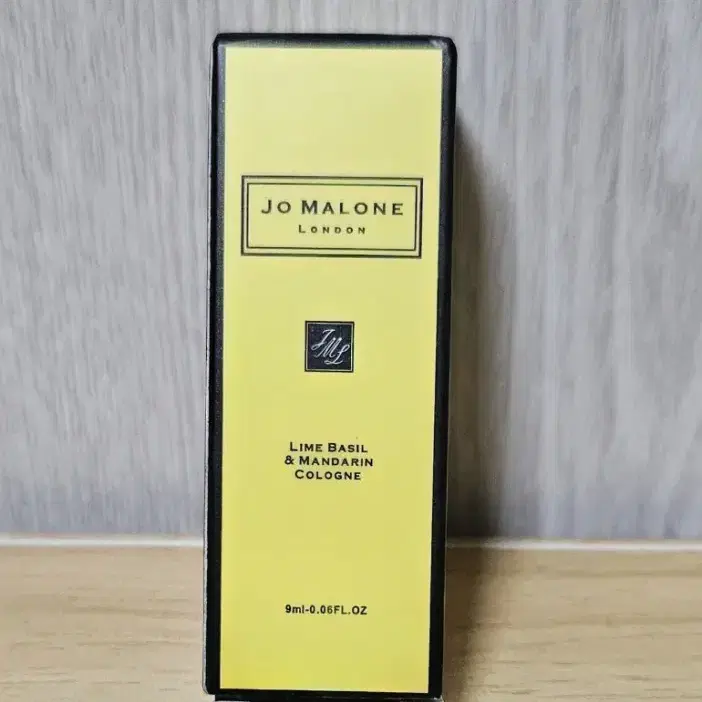 JO MALONE
LONDON
JML
LIME BASIL
& MANDARIN
COLOGNE
9ml-0.06FL.OZ